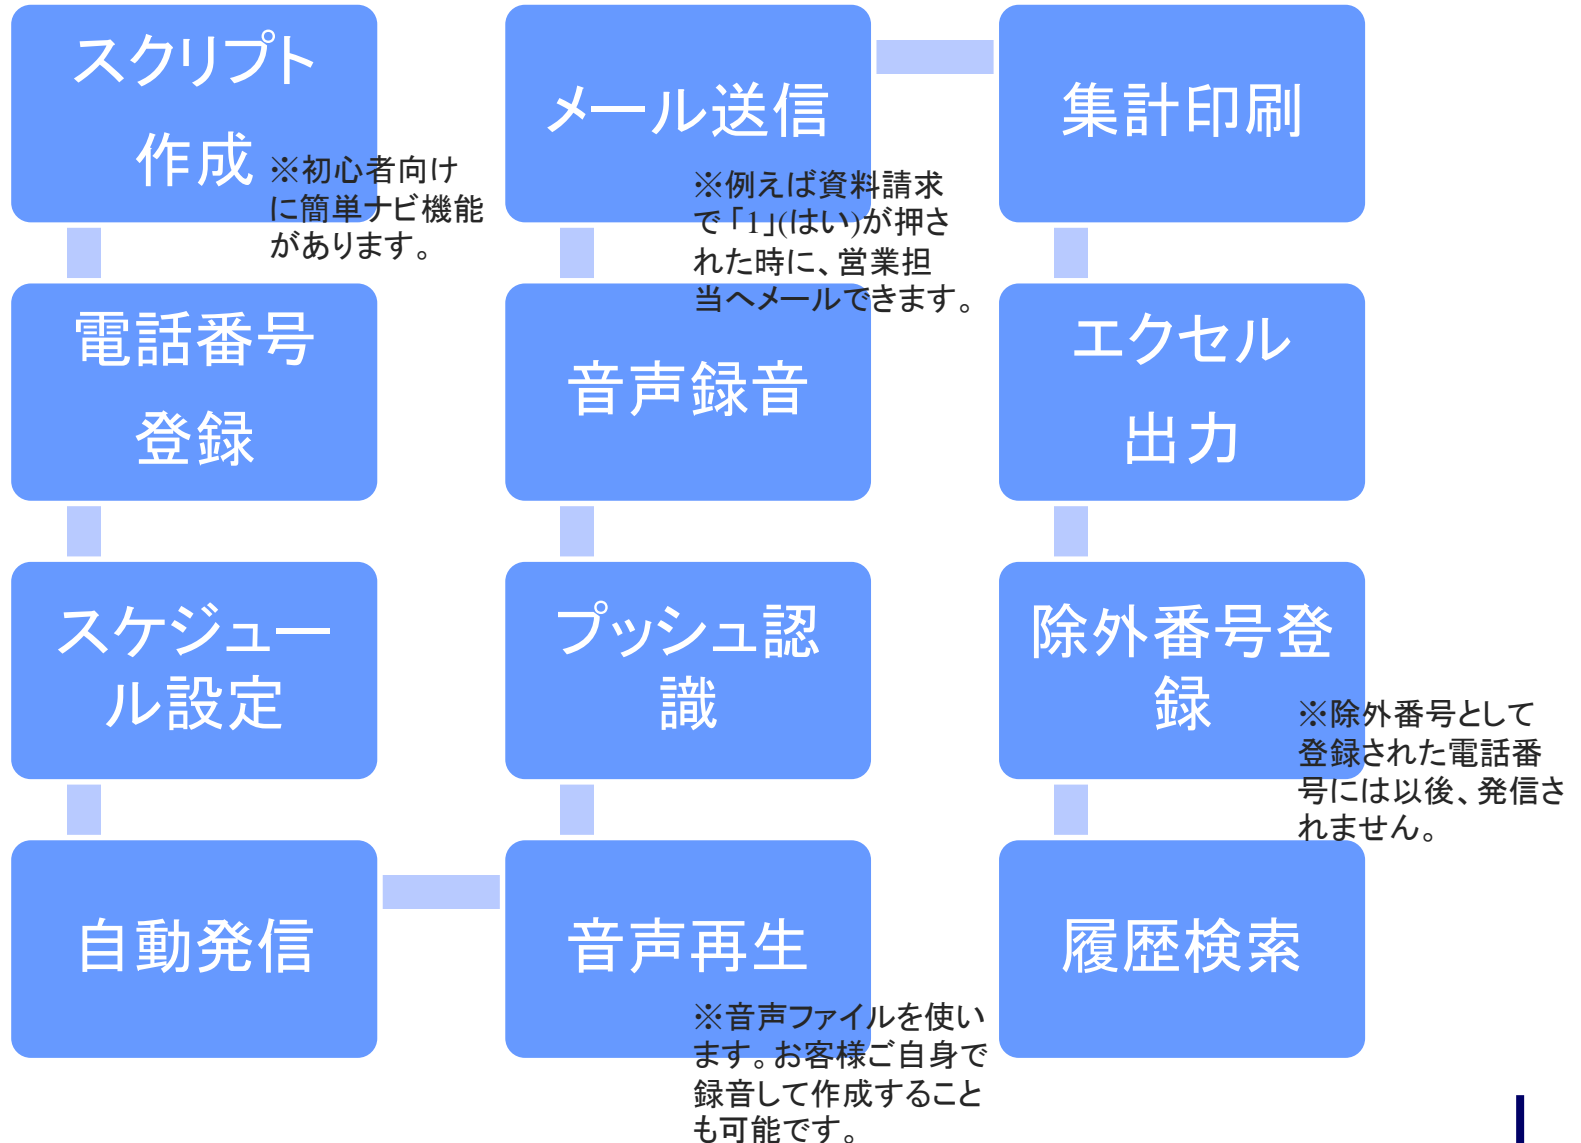 スクリプト
作成
※初心者向け
に簡単ナビ機能
があります。
電話番号
登録
スケジュー
ル設定
自動発信
音声再生
※音声ファイルを使い
ます。お客様ご自身で
録音して作成すること
も可能です。
プッシュ認
識
音声録音
メール送信
※例えば資料請求
で「1」(はい)が押さ
れた時に、営業担
当へメールできます。
集計印刷
エクセル
出力
除外番号登
録
※除外番号として
登録された電話番
号には以後、発信さ
れません。
履歴検索